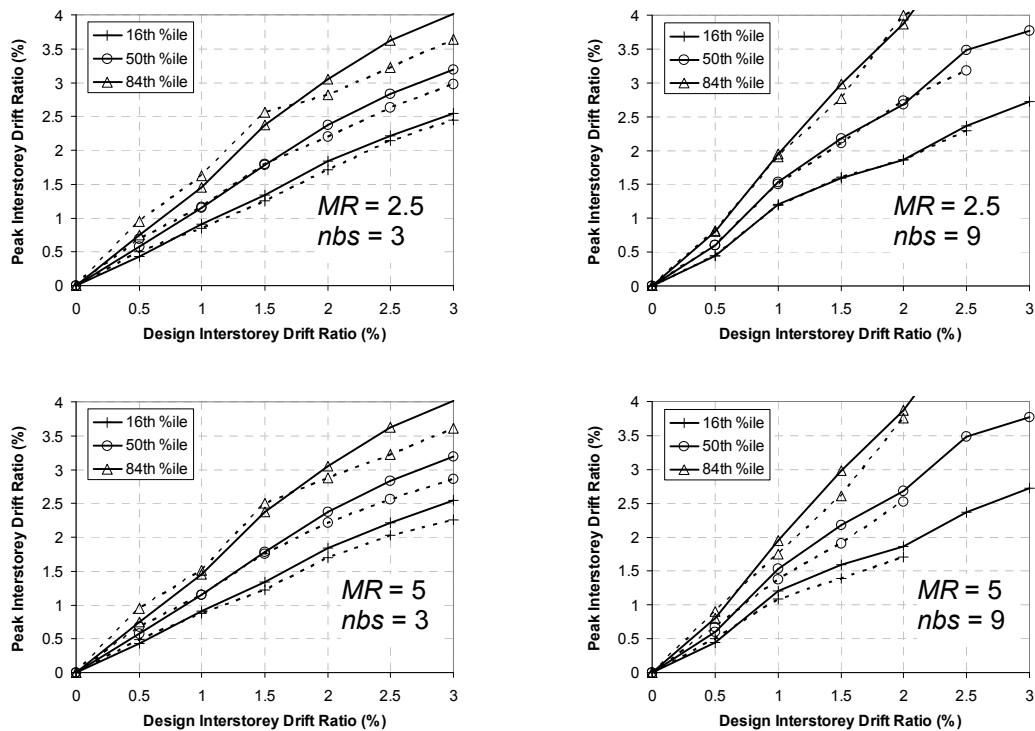 Peak Interstorey Drift Ratio (%)
4
3.5
3
2.5
2
1.5
1
0.5
0
16th %ile
50th %ile
84th %ile
MR = 2.5
nbs = 3
0 0.5 1 1.5 2 2.5 3
Design Interstorey Drift Ratio (%)
Peak Interstorey Drift Ratio (%)
4
3.5
3
2.5
2
1.5
1
0.5
0
16th %ile
50th %ile
84th %ile
MR = 2.5
nbs = 9
0 0.5 1 1.5 2 2.5 3
Design Interstorey Drift Ratio (%)
Peak Interstorey Drift Ratio (%)
4
3.5
3
2.5
2
1.5
1
0.5
0
16th %ile
50th %ile
84th %ile
MR = 5
nbs = 3
0 0.5 1 1.5 2 2.5 3
Design Interstorey Drift Ratio (%)
Peak Interstorey Drift Ratio (%)
4
3.5
3
2.5
2
1.5
1
0.5
0
16th %ile
50th %ile
84th %ile
MR = 5
nbs = 9
0 0.5 1 1.5 2 2.5 3
Design Interstorey Drift Ratio (%)